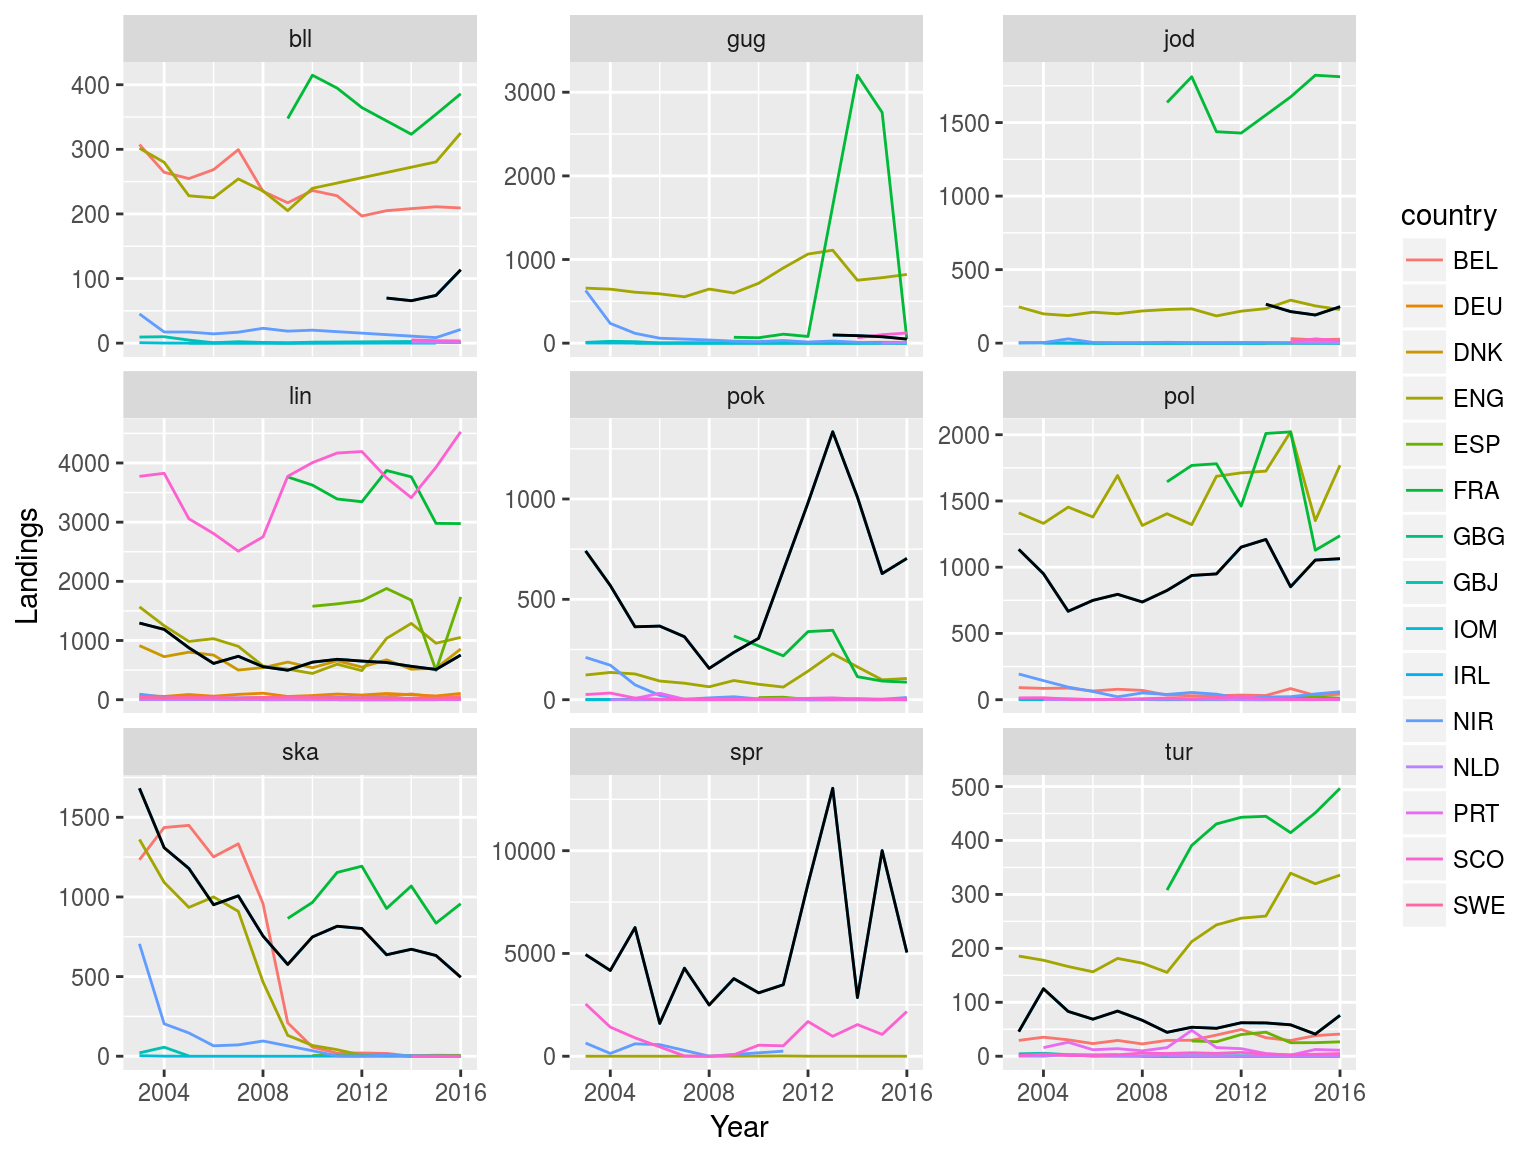 bll
gug
jod
400
300
200
100
0
3000
2000
1000
0
1500
1000
500
0
lin
pok
pol
4000
3000
2000
1000
0
1000
500
0
2000
1500
1000
500
0
ska
spr
tur
1500
1000
500
0
10000
5000
0
500
400
300
200
100
0
2004 2008 2012 2016
2004 2008 2012 2016
2004 2008 2012 2016
Year
Landings
country
BEL
DEU
DNK
ENG
ESP
FRA
GBG
GBJ
IOM
IRL
NIR
NLD
PRT
SCO
SWE